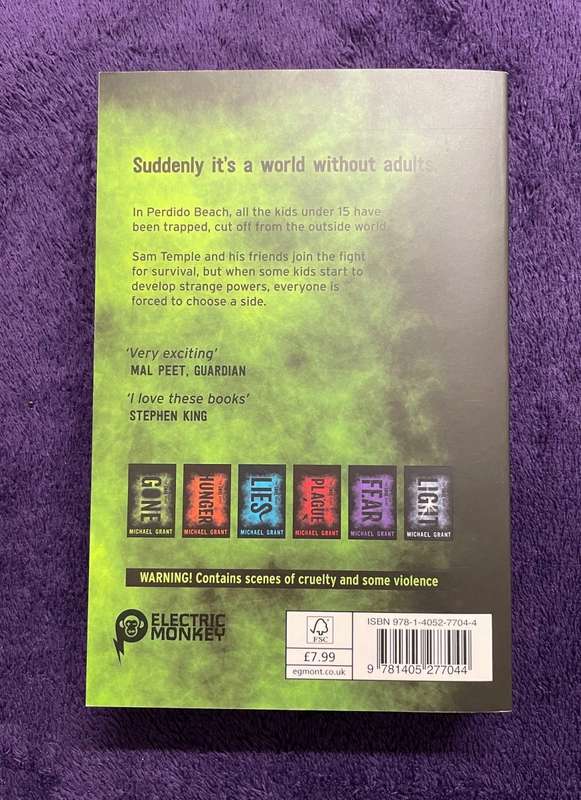 Suddenly it's a world without adults.
In Perdido Beach, all the kids under 15 have
been trapped, cut off from the outside world.
Sam Temple and his friends join the fight
for survival, but when some kids start to
develop strange powers, everyone is
forced to choose a side.
'Very exciting'
MAL PEET, GUARDIAN
'I love these books'
STEPHEN KING
GONE
MICHAEL GRANT
HUNGER
MICHAEL GRANT
LIES
MICHAEL GRANT
PLAGUE
MICHAEL GRANT
FEAR
MICHAEL GRANT
LIGHT
MICHAEL GRANT
WARNING! Contains scenes of cruelty and some violence
ELECTRIC
MONKEY
FSC
£7.99
egmont.co.uk
ISBN 978-1-4052-7704-4
9 781405 277044